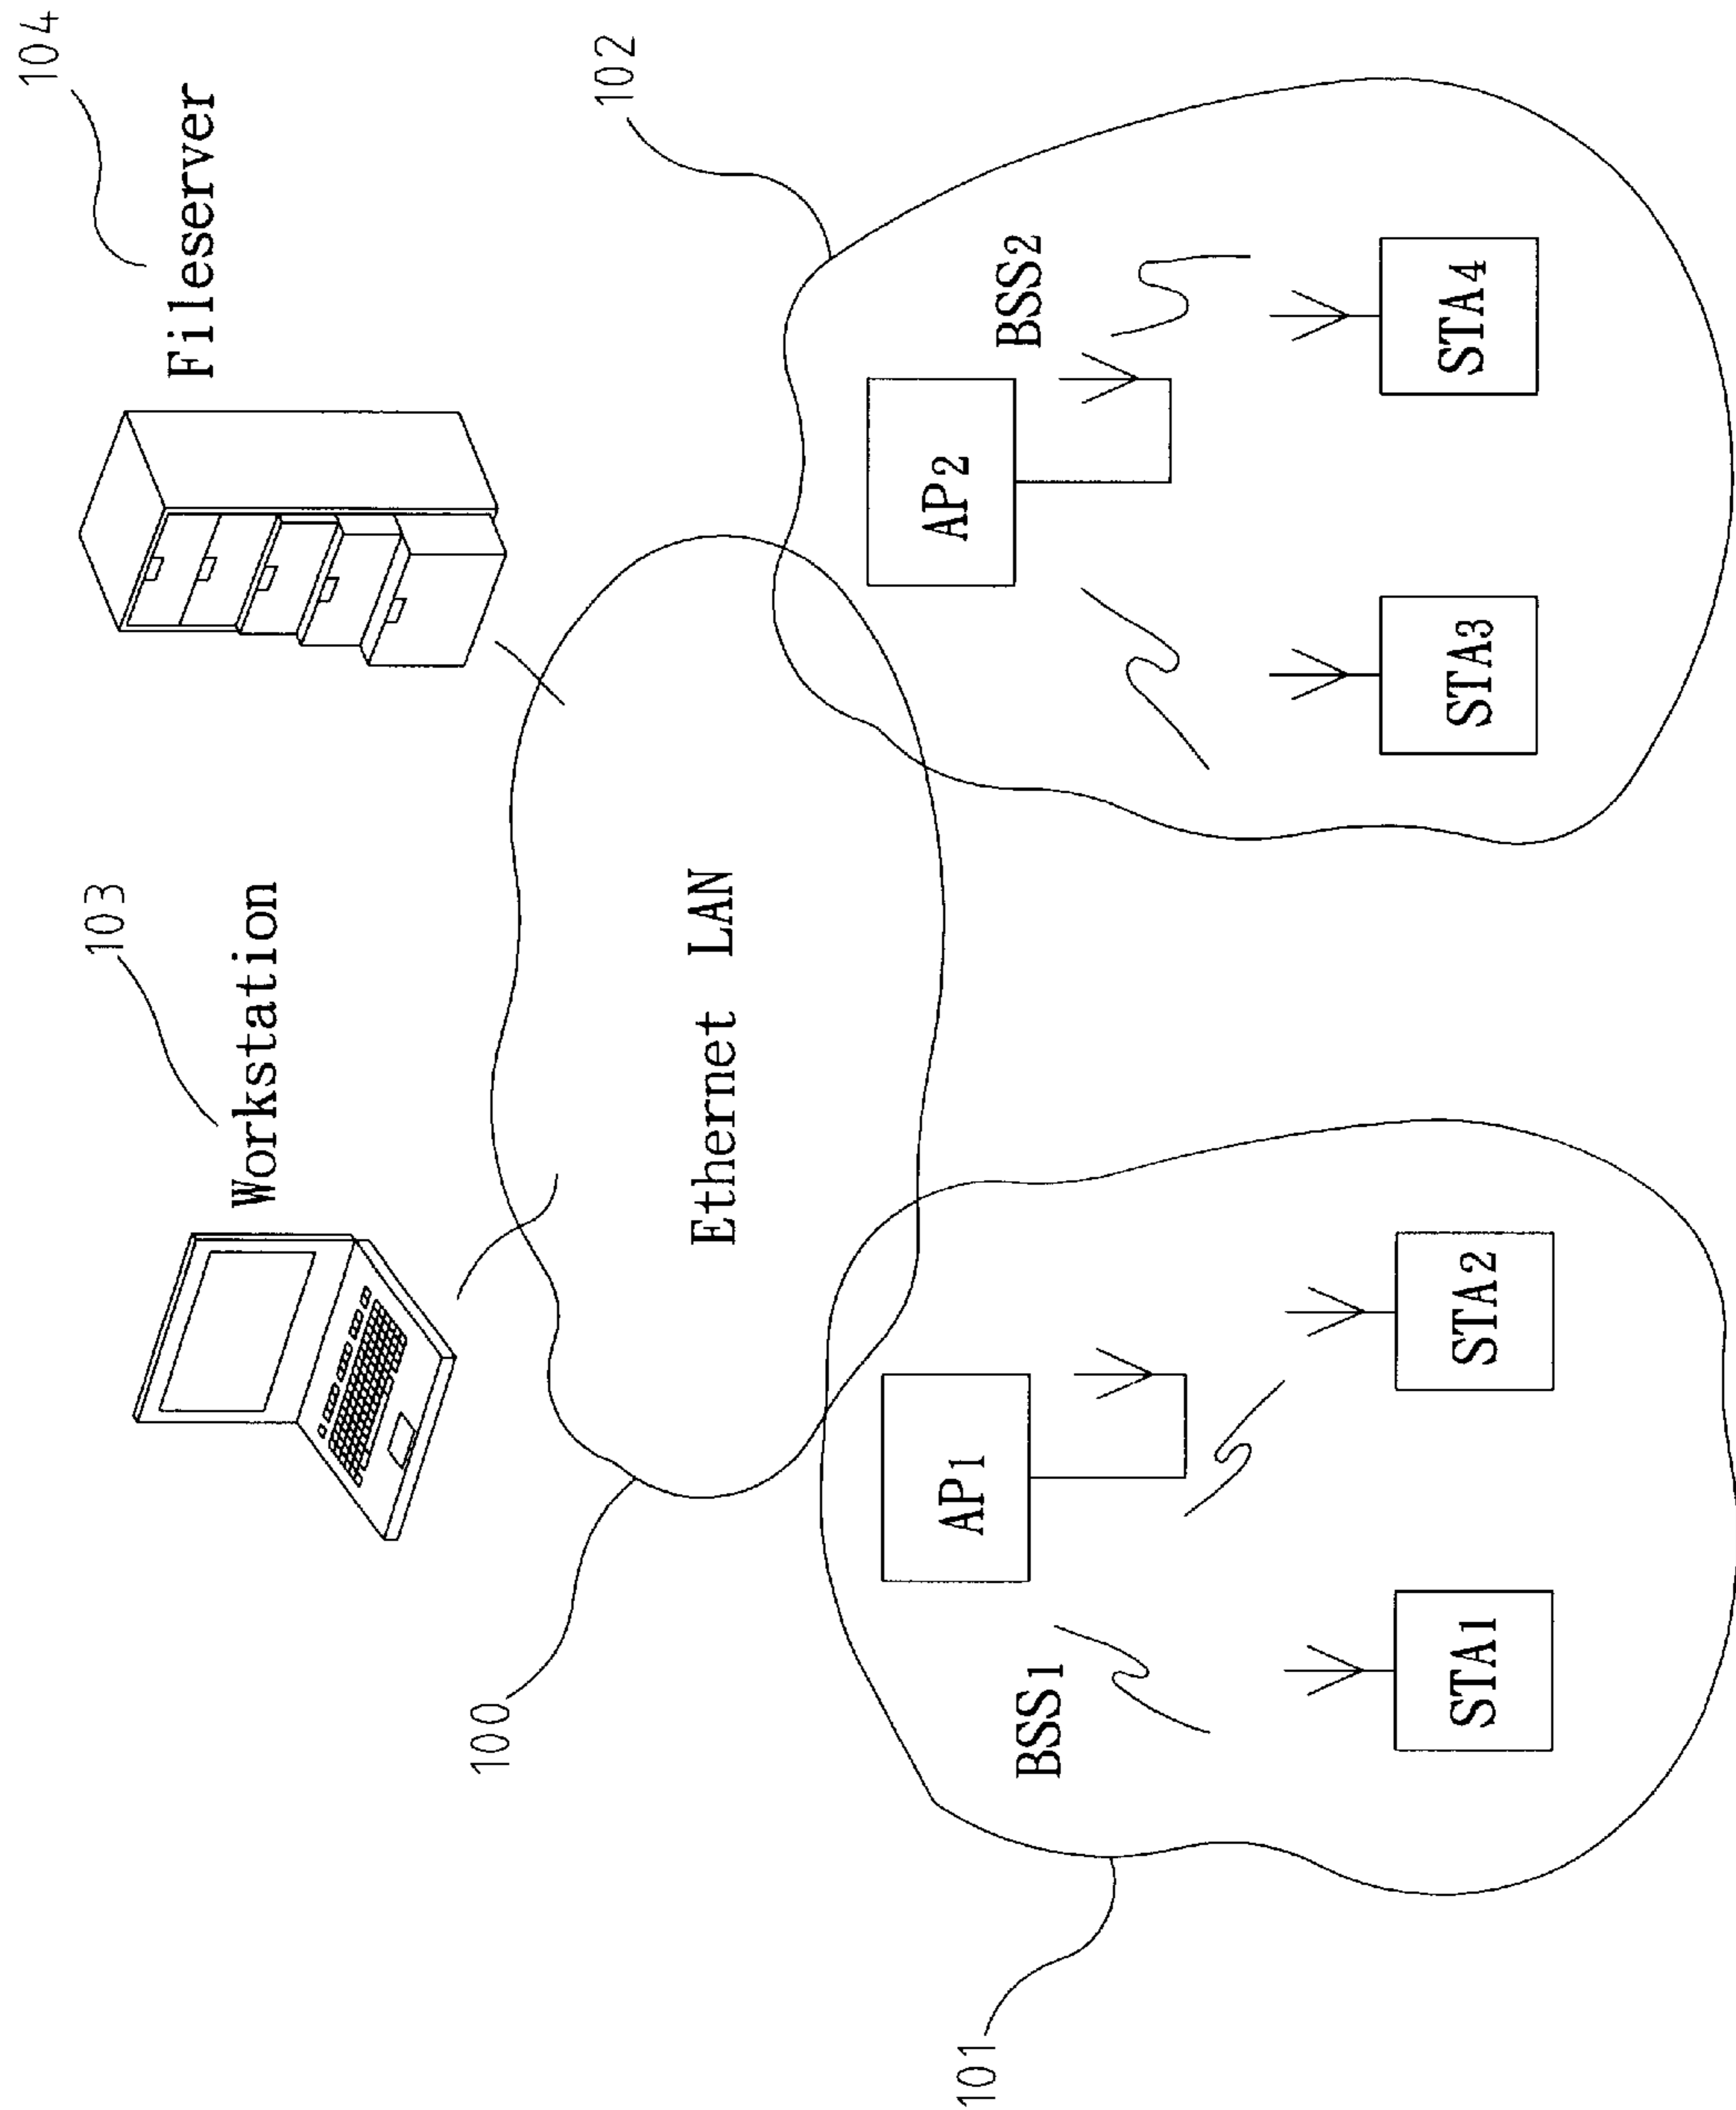 104
Fileserver
103
Workstation
102
100
Ethernet LAN
BSS2
AP2
STA3
STA4
101
BSS1
AP1
STA1
STA2